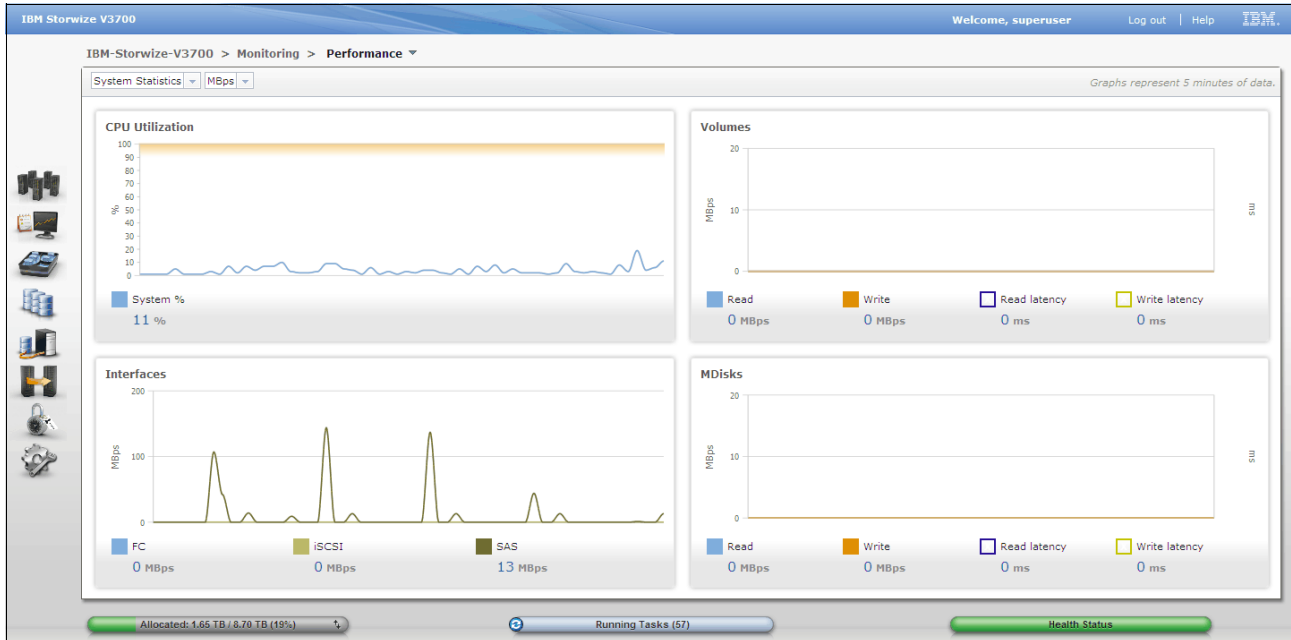 IBM Storwize V3700 Welcome, superuser Log out | Help IBM.
IBM-Storwize-V3700 > Monitoring > Performance
System Statistics MBps Graphs represent 5 minutes of data.
CPU Utilization
100
90
80
70
60
50
40
30
20
10
0
%
System %
11 %
Volumes
20
10
0
MBps
ms
Read Write Read latency Write latency
0 MBps 0 MBps 0 ms 0 ms
Interfaces
200
100
0
MBps
FC iSCSI SAS
0 MBps 0 MBps 13 MBps
MDisks
20
10
0
MBps
ms
Read Write Read latency Write latency
0 MBps 0 MBps 0 ms 0 ms
Allocated: 1.65 TB / 8.70 TB (19%) Running Tasks (57) Health Status